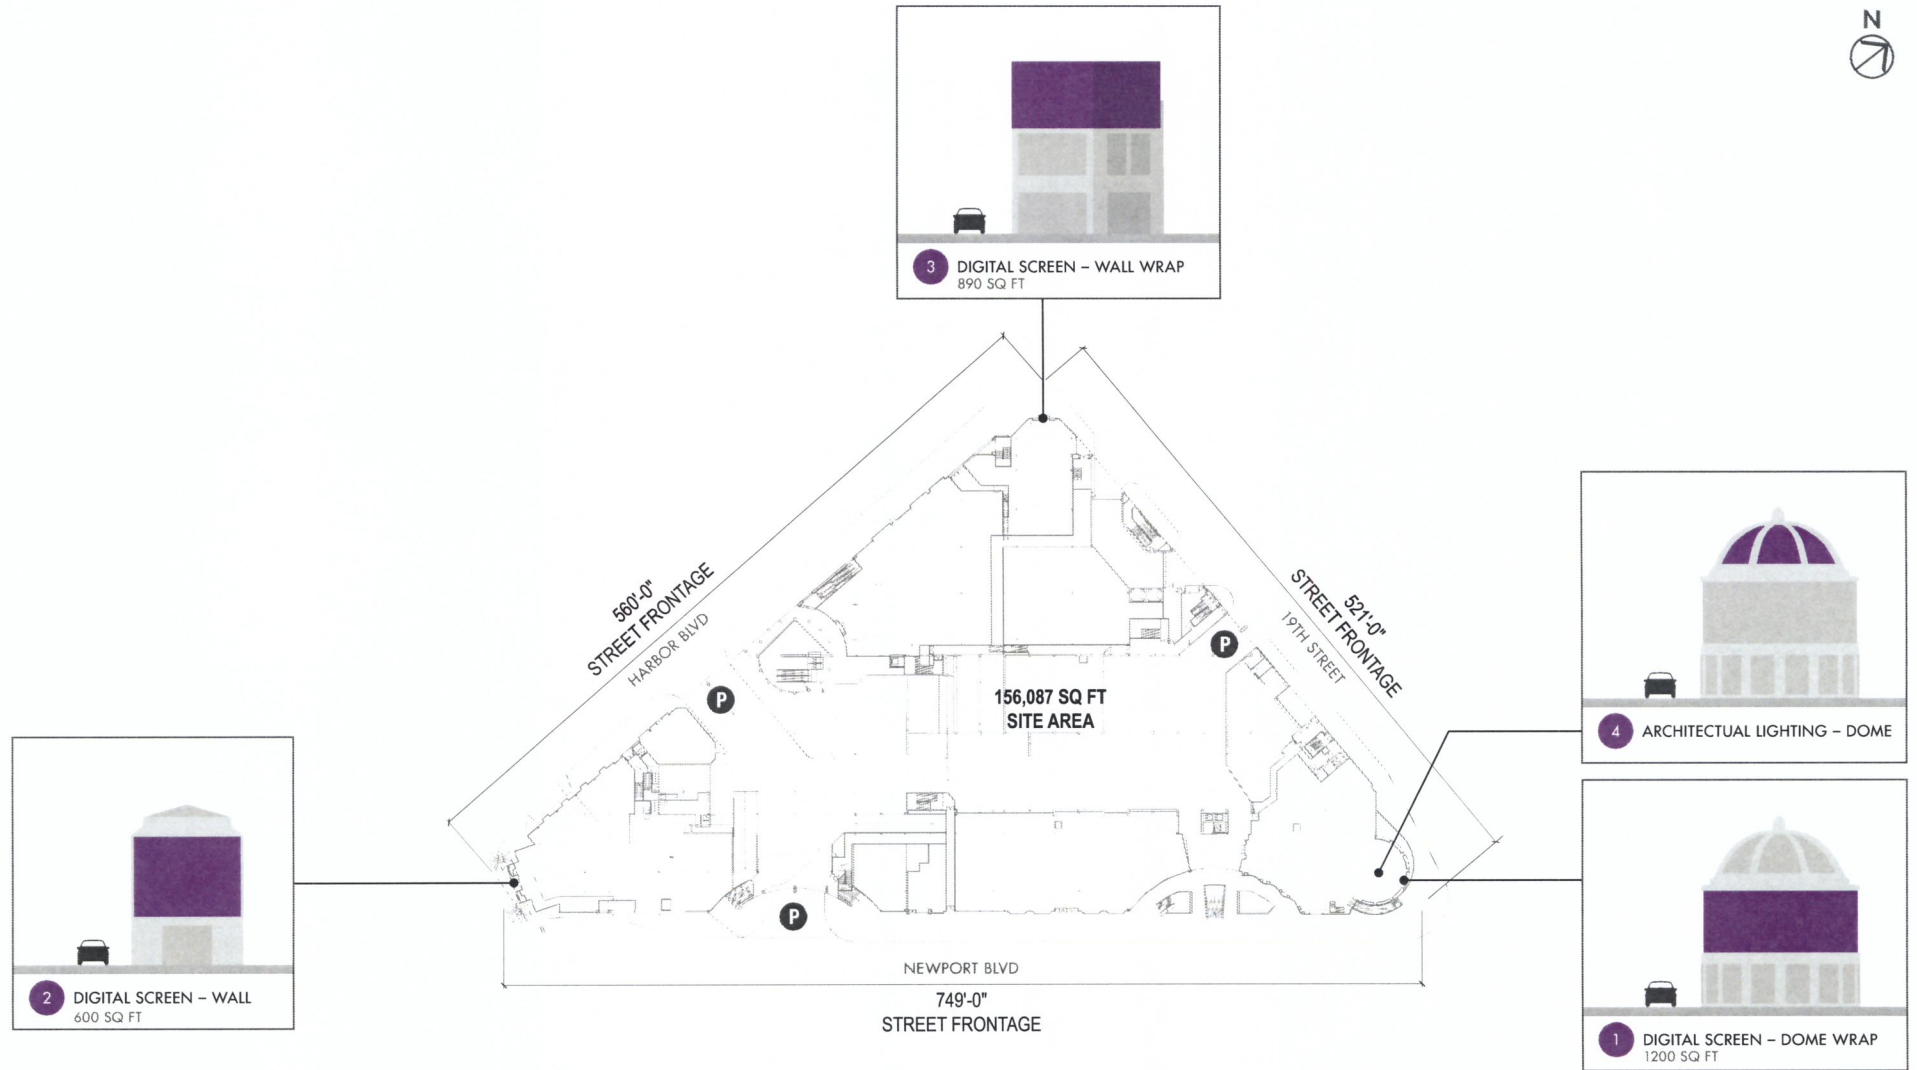 N
3
DIGITAL SCREEN – WALL WRAP
890 SQ FT
560'-0"
STREET FRONTAGE
HARBOR BLVD
521'-0"
STREET FRONTAGE
19TH STREET
P
P
156,087 SQ FT
SITE AREA
4 ARCHITECTUAL LIGHTING – DOME
P
NEWPORT BLVD
749'-0"
STREET FRONTAGE
2
DIGITAL SCREEN – WALL
600 SQ FT
1
DIGITAL SCREEN – DOME WRAP
1200 SQ FT